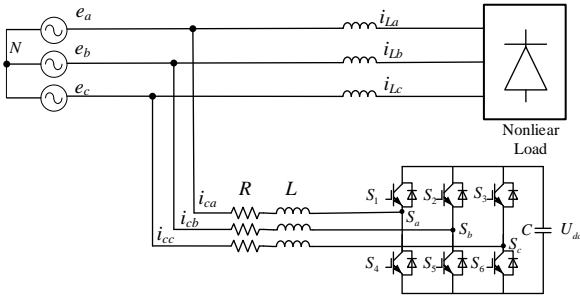 e_a
i_La
N
e_b
i_Lb
e_c
i_Lc
Nonliear
Load
i_ca
R
L
S_1
S_2
S_3
S_a
i_cb
S_b
C
U_dc
i_cc
S_c
S_4
S_5
S_6